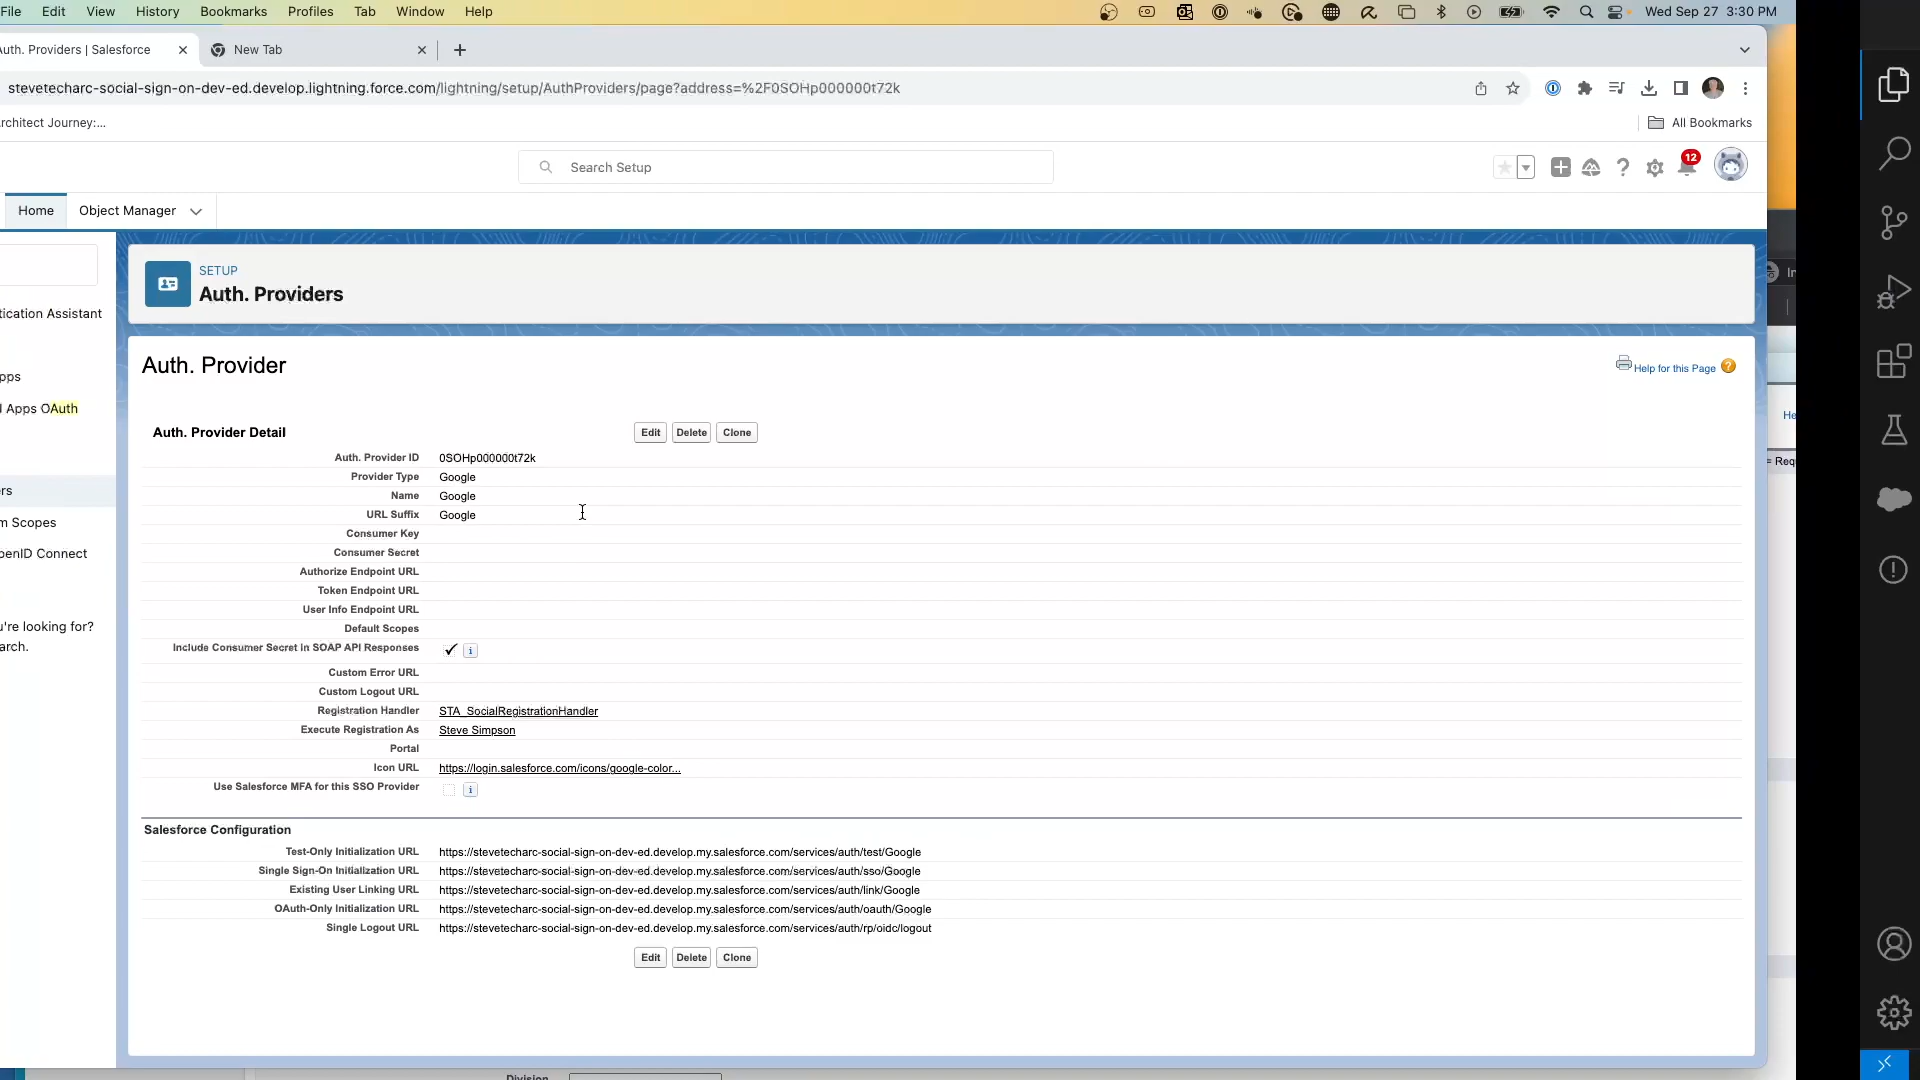 File Edit View History Bookmarks Profiles Tab Window Help Wed Sep 27 3:30 PM
Auth. Providers | Salesforce New Tab
stevetecharc-social-sign-on-dev-ed.develop.lightning.force.com/lightning/setup/AuthProviders/page?address=%2F0SOHp000000t72k
rchitect Journey:... All Bookmarks
Search Setup 12
Home Object Manager
SETUP
Auth. Providers
tication Assistant
pps
d Apps OAuth
ers
m Scopes
penID Connect
u're looking for?
arch.
Auth. Provider
Help for this Page ?
Auth. Provider Detail Edit Delete Clone
Auth. Provider ID 0SOHp000000t72k
Provider Type Google
Name Google
URL Suffix Google
Consumer Key
Consumer Secret
Authorize Endpoint URL
Token Endpoint URL
User Info Endpoint URL
Default Scopes
Include Consumer Secret in SOAP API Responses i
Custom Error URL
Custom Logout URL
Registration Handler STA_SocialRegistrationHandler
Execute Registration As Steve Simpson
Portal
Icon URL https://login.salesforce.com/icons/google-color...
Use Salesforce MFA for this SSO Provider i
Salesforce Configuration
Test-Only Initialization URL https://stevetecharc-social-sign-on-dev-ed.develop.my.salesforce.com/services/auth/test/Google
Single Sign-On Initialization URL https://stevetecharc-social-sign-on-dev-ed.develop.my.salesforce.com/services/auth/sso/Google
Existing User Linking URL https://stevetecharc-social-sign-on-dev-ed.develop.my.salesforce.com/services/auth/link/Google
OAuth-Only Initialization URL https://stevetecharc-social-sign-on-dev-ed.develop.my.salesforce.com/services/auth/oauth/Google
Single Logout URL https://stevetecharc-social-sign-on-dev-ed.develop.my.salesforce.com/services/auth/rp/oidc/logout
Edit Delete Clone
In
He
= Requ
Division